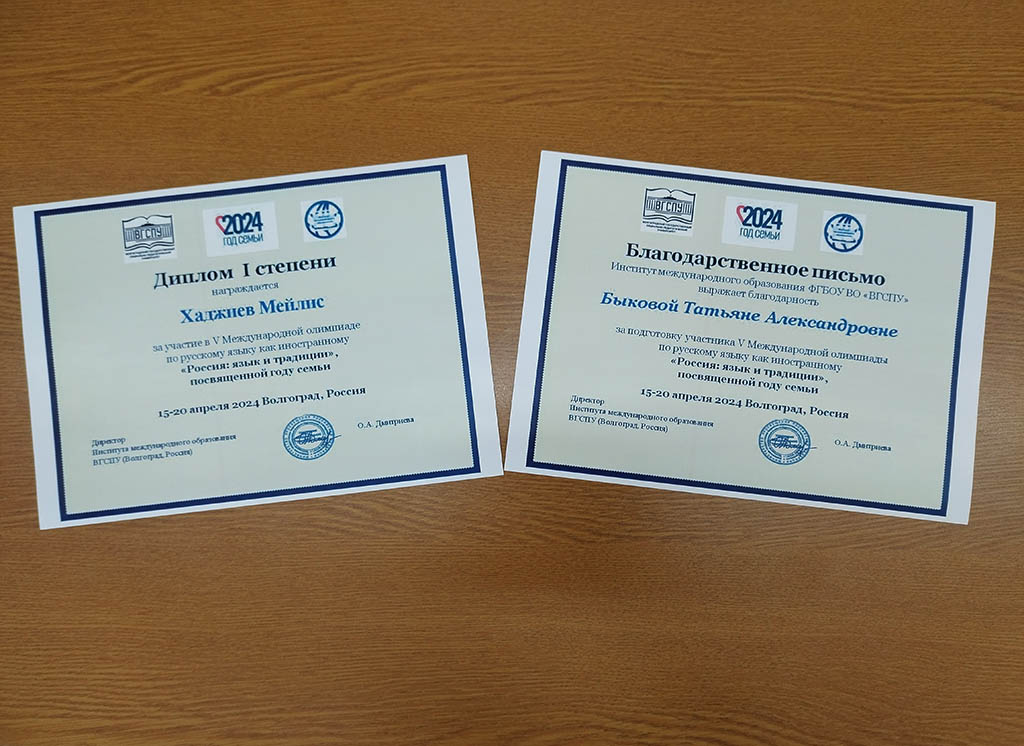 ВГСПУ
2024
ГОД СЕМЬИ
Диплом I степени
награждается
Хаджиев Мейлис
за участие в V Международной олимпиаде
по русскому языку как иностранному
«Россия: язык и традиции»,
посвященной году семьи
15-20 апреля 2024 Волгоград, Россия
Директор
Института международного образования
ВГСПУ (Волгоград, Россия)
О.А. Дмитриева
ВГСПУ
2024
ГОД СЕМЬИ
Благодарственное письмо
Институт международного образования ФГБОУ ВО «ВГСПУ»
выражает благодарность
Быковой Татьяне Александровне
за подготовку участника V Международной олимпиады
по русскому языку как иностранному
«Россия: язык и традиции»,
посвященной году семьи
15-20 апреля 2024 Волгоград, Россия
Директор
Института международного образования
ВГСПУ (Волгоград, Россия)
О.А. Дмитриева